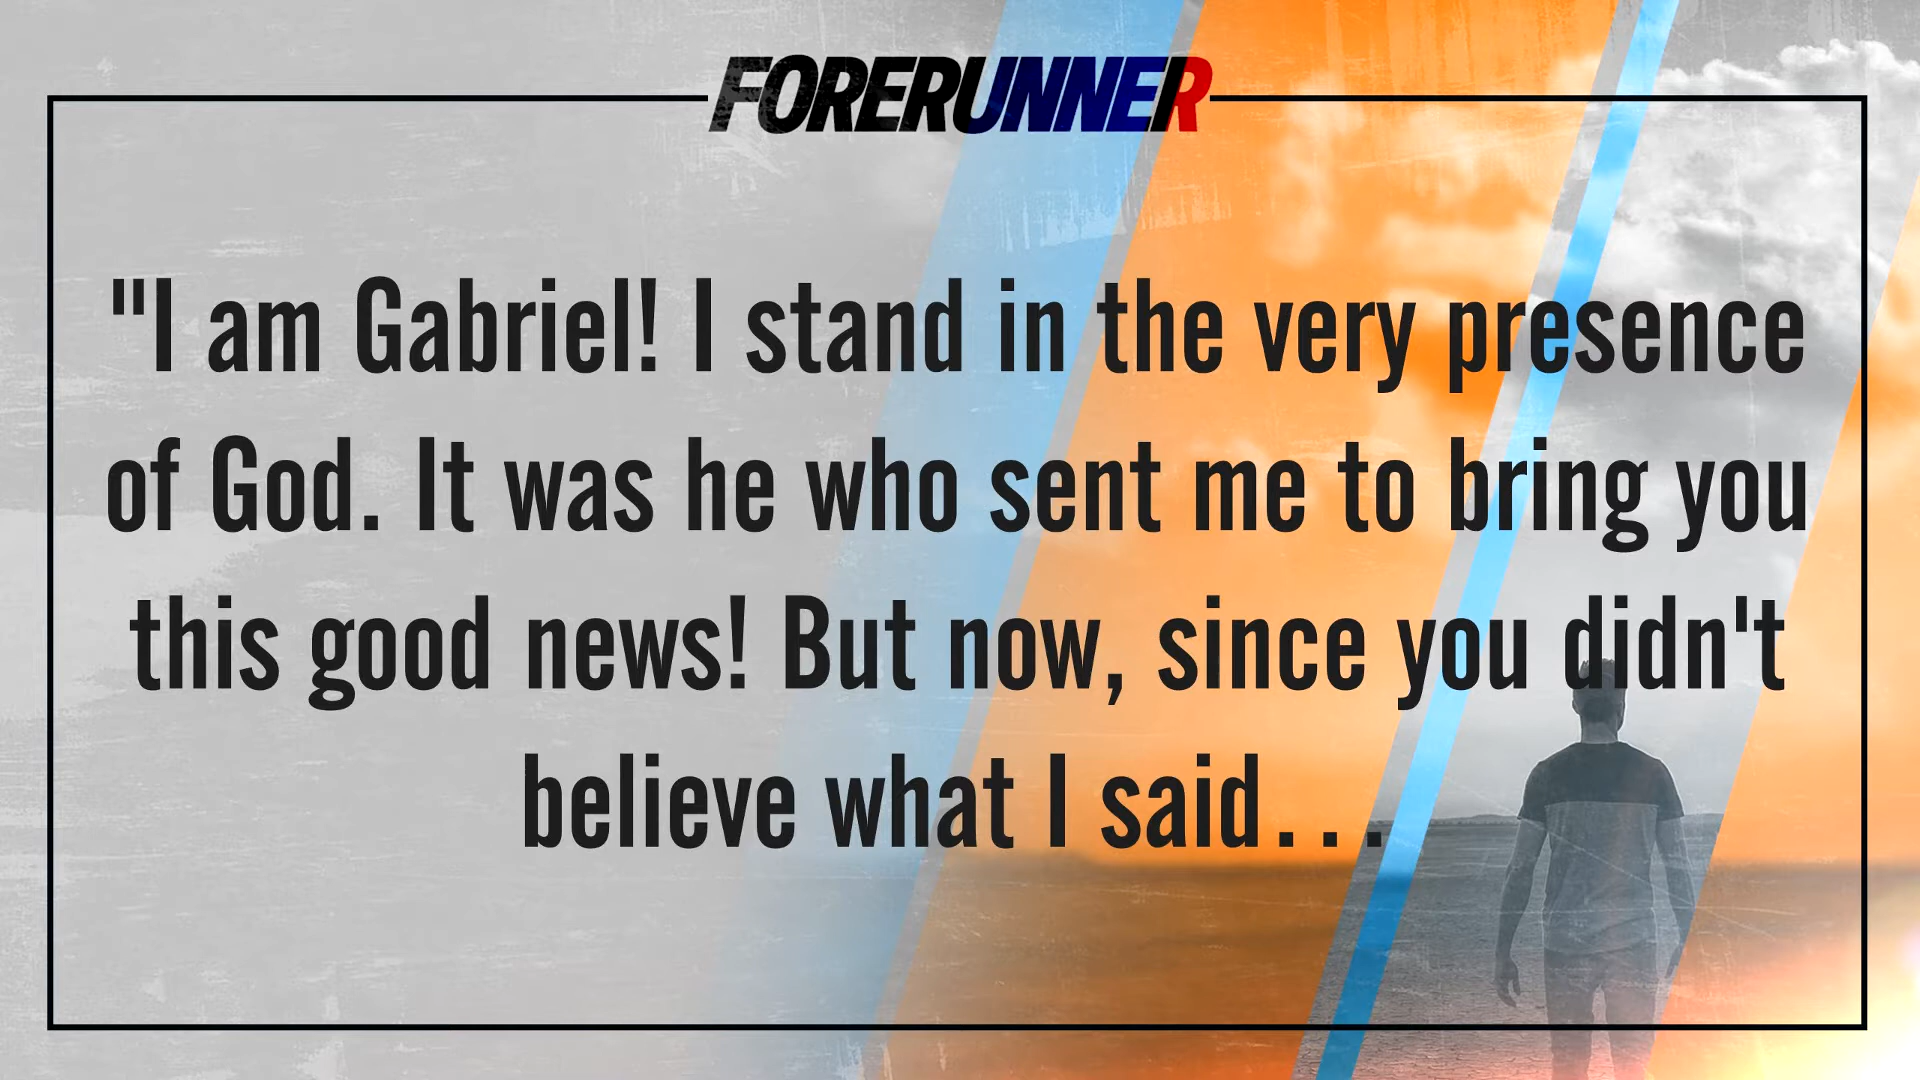 FORERUNNER
"I am Gabriel! I stand in the very presence
of God. It was he who sent me to bring you
this good news! But now, since you didn't
believe what I said. . .